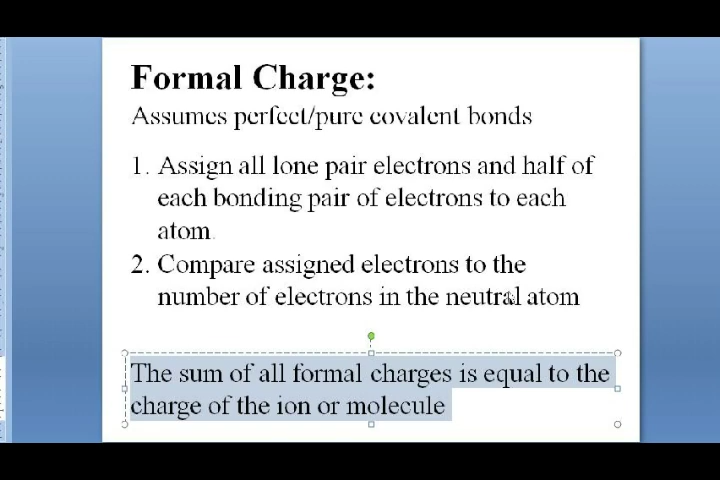 Formal Charge:
Assumes perfect/pure covalent bonds
1. Assign all lone pair electrons and half of
each bonding pair of electrons to each
atom.
2. Compare assigned electrons to the
number of electrons in the neutral atom
The sum of all formal charges is equal to the
charge of the ion or molecule